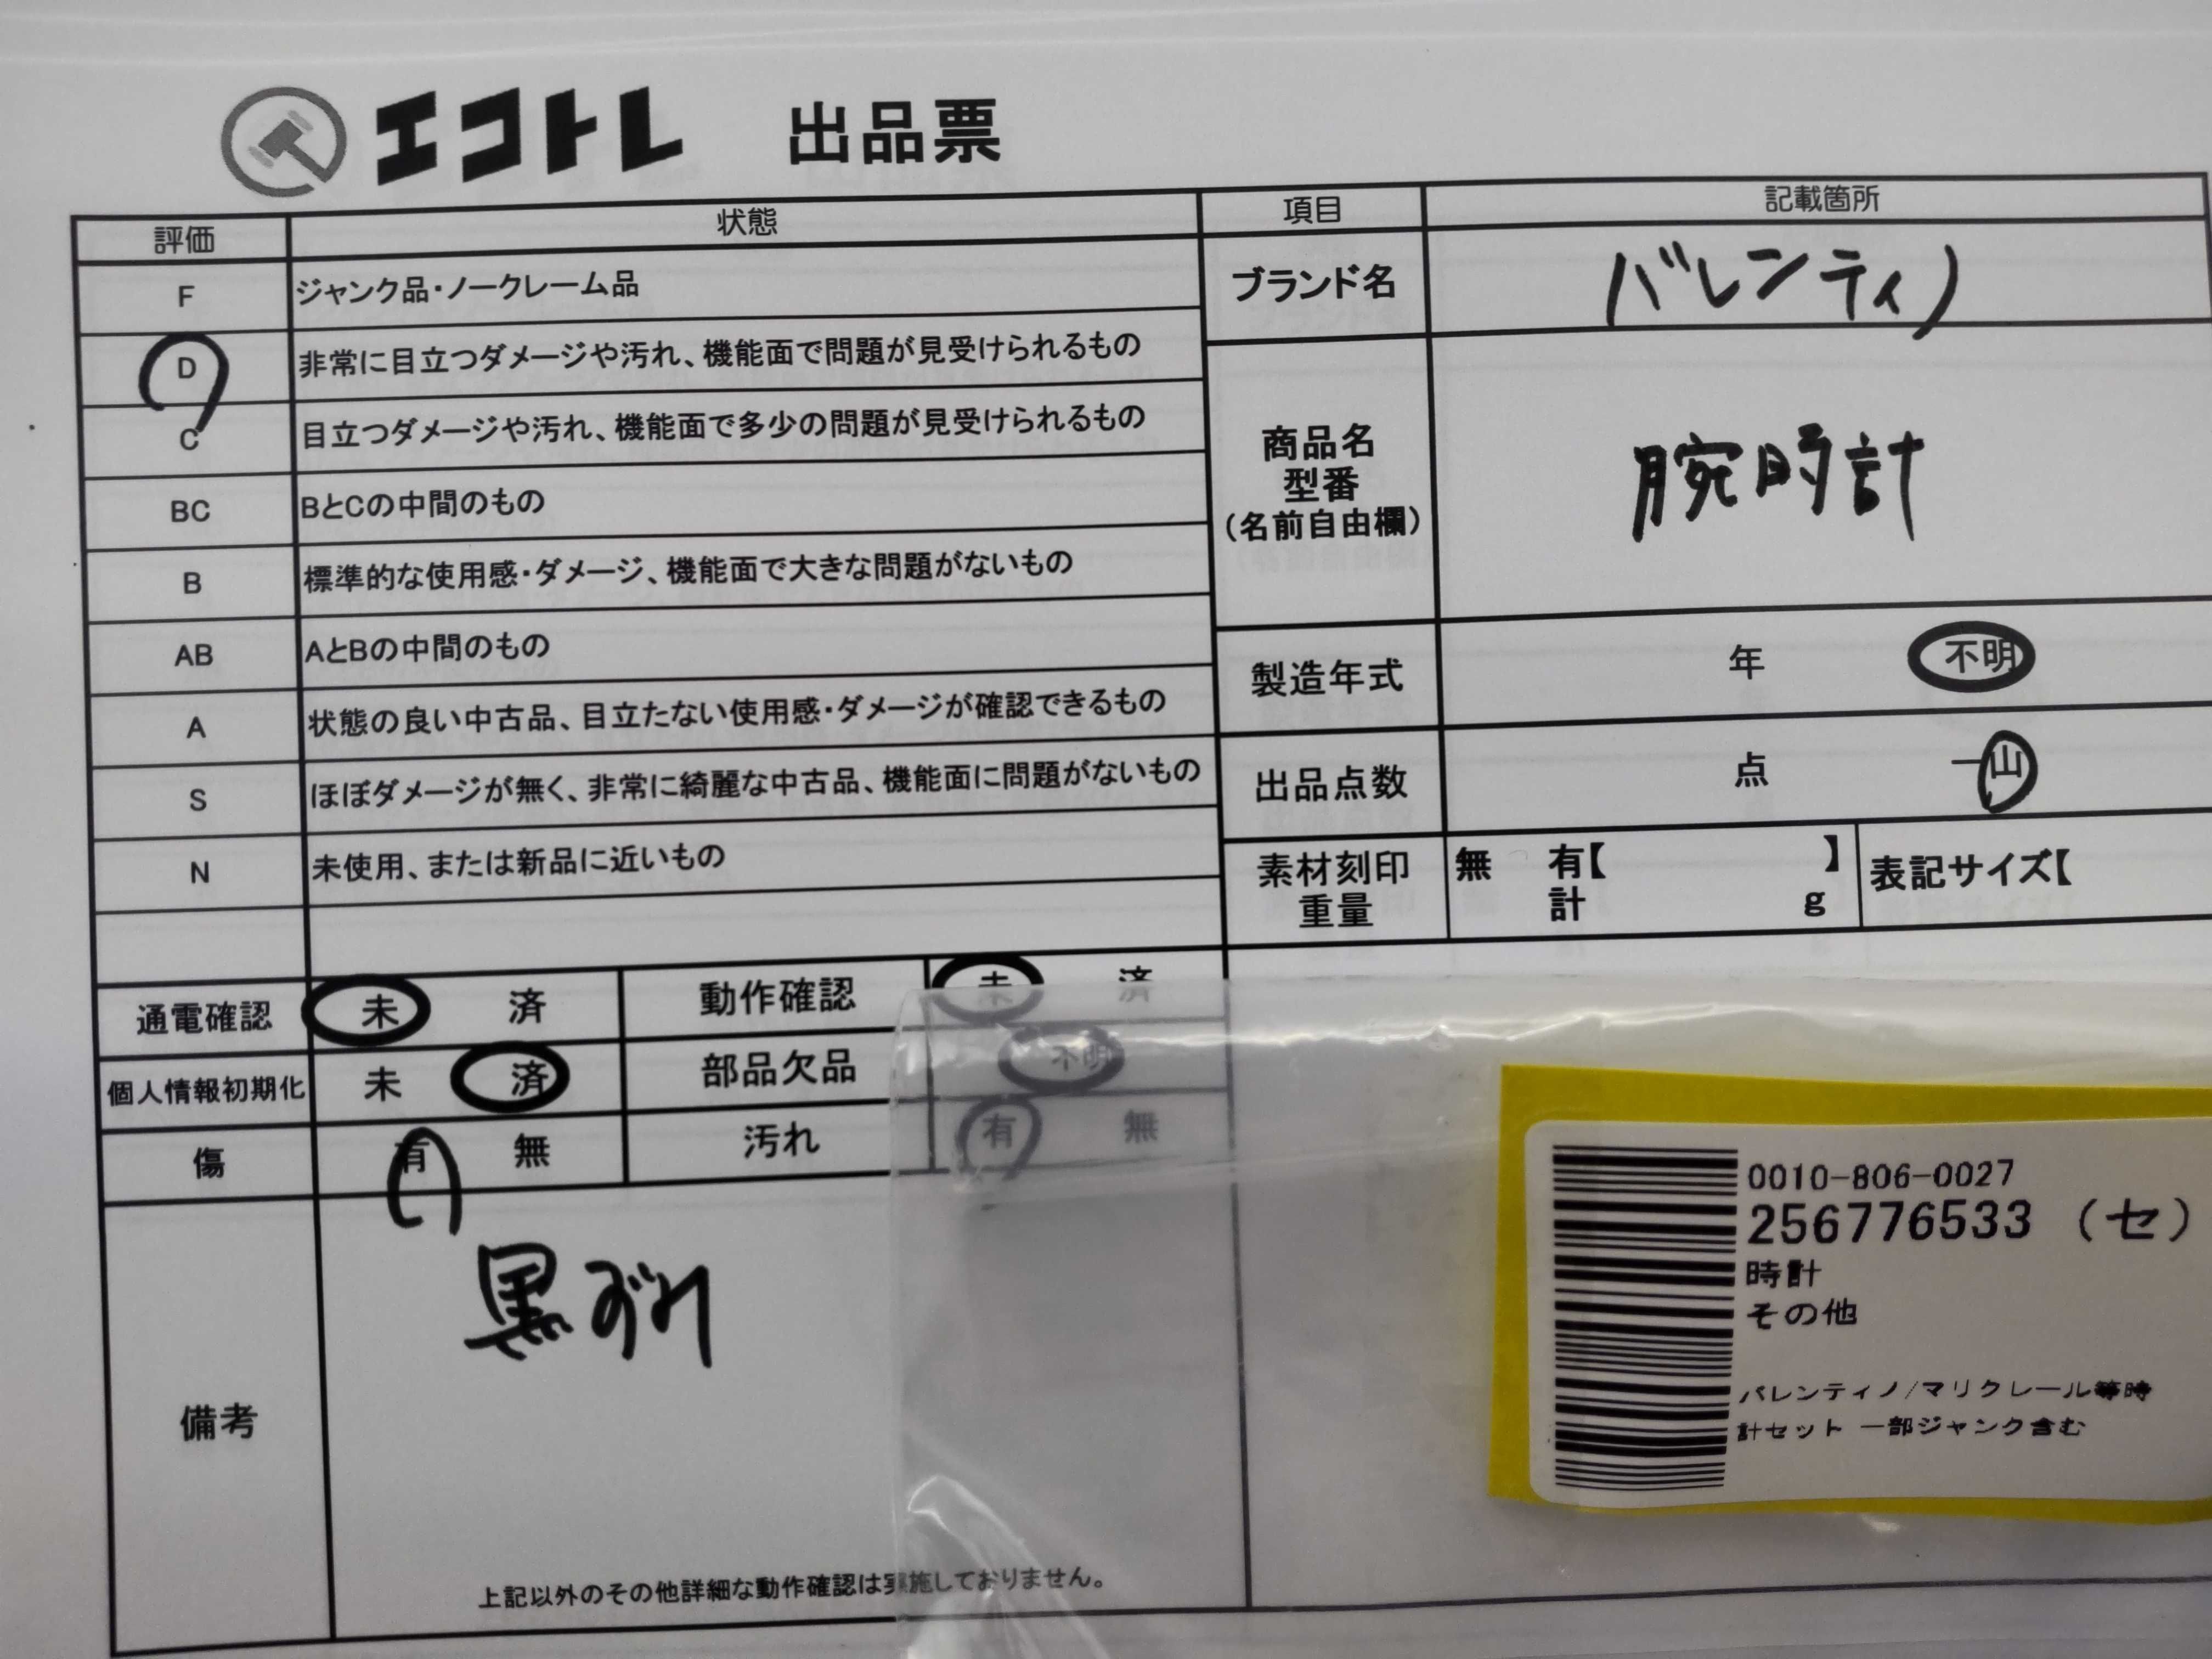 エコトレ 出品票
評価 状態 項目 記載箇所
F ジャンク品・ノークレーム品
D 非常に目立つダメージや汚れ、機能面で問題が見受けられるもの
C 目立つダメージや汚れ、機能面で多少の問題が見受けられるもの
BC BとCの中間のもの
B 標準的な使用感・ダメージ、機能面で大きな問題がないもの
AB AとBの中間のもの
A 状態の良い中古品、目立たない使用感・ダメージが確認できるもの
S ほぼダメージが無く、非常に綺麗な中古品、機能面に問題がないもの
N 未使用、または新品に近いもの
ブランド名 バレンティノ
商品名
型番
(名前自由欄)
腕時計
製造年式 年 不明
出品点数 点 一山
素材刻印 無 有【 】 表記サイズ【
重量 計 g
通電確認 未 済 動作確認 未 済
個人情報初期化 未 済 部品欠品 不明
傷 有 無 汚れ 有 無
備考
黒ずれ
上記以外のその他詳細な動作確認は実施しておりません。
0010-806-0027
256776533 (セ)
時計
その他
バレンティノ/マリクレール等時
計セット 一部ジャンク含む